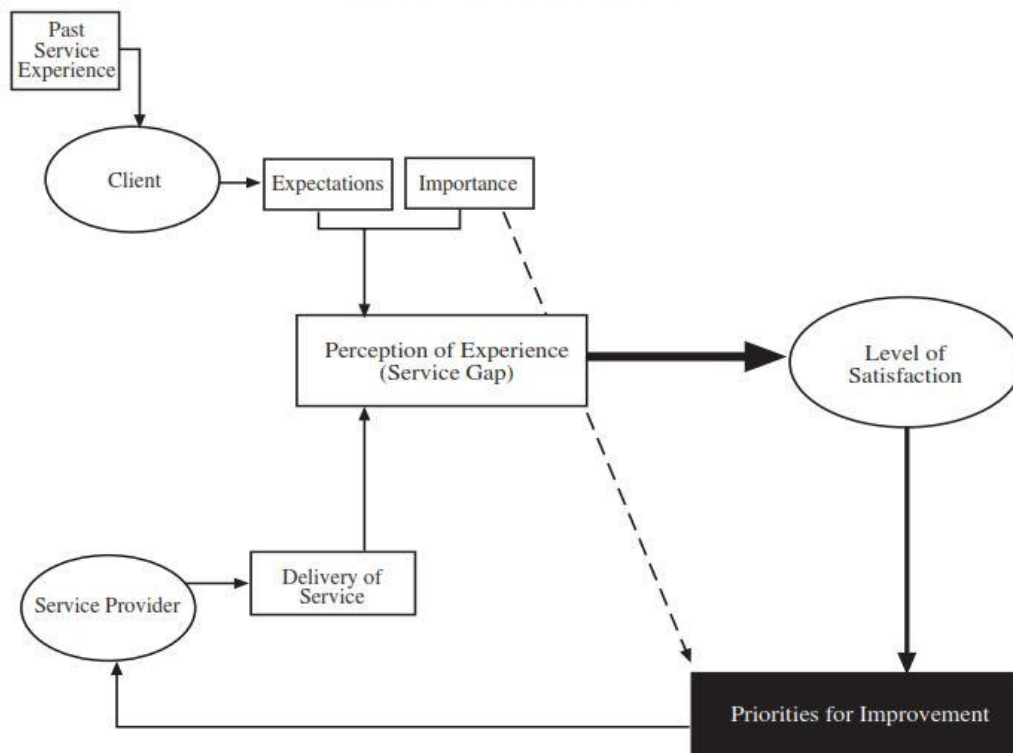 Past
Service
Experience
Client
Expectations
Importance
Perception of Experience
(Service Gap)
Level of
Satisfaction
Delivery of
Service
Service Provider
Priorities for Improvement